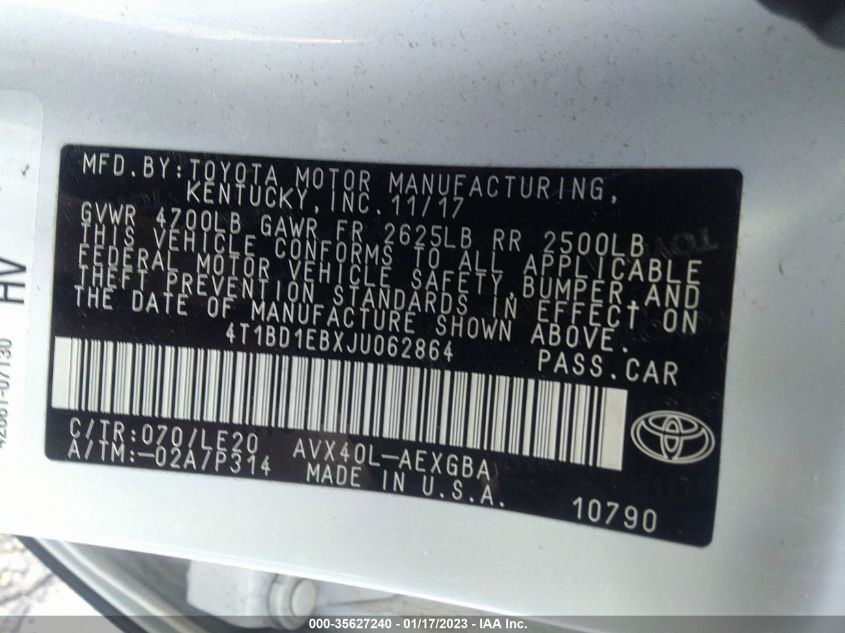 MFD.BY:TOYOTA MOTOR MANUFACTURING,
KENTUCKY, INC. 11/17
GVWR 4700LB GAWR FR 2625LB RR 2500LB
THIS VEHICLE CONFORMS TO ALL APPLICABLE
FEDERAL MOTOR VEHICLE SAFETY, BUMPER, AND
THEFT PREVENTION STANDARDS IN EFFECT ON
THE DATE OF MANUFACTURE SHOWN ABOVE.
4T1BD1EBXJU062864 PASS.CAR
C/TR:070/LE20 AVX40L-AEXGBA
A/TM:-02A/P314 MADE IN U.S.A.
10790
HV
000-35627240 - 01/17/2023 - IAA Inc.